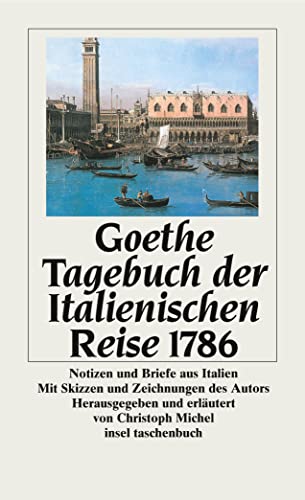 Goethe
Tagebuch der
Italienischen
Reise 1786
Notizen und Briefe aus Italien
Mit Skizzen und Zeichnungen des Autors
Herausgegeben und erläutert
von Christoph Michel
insel taschenbuch